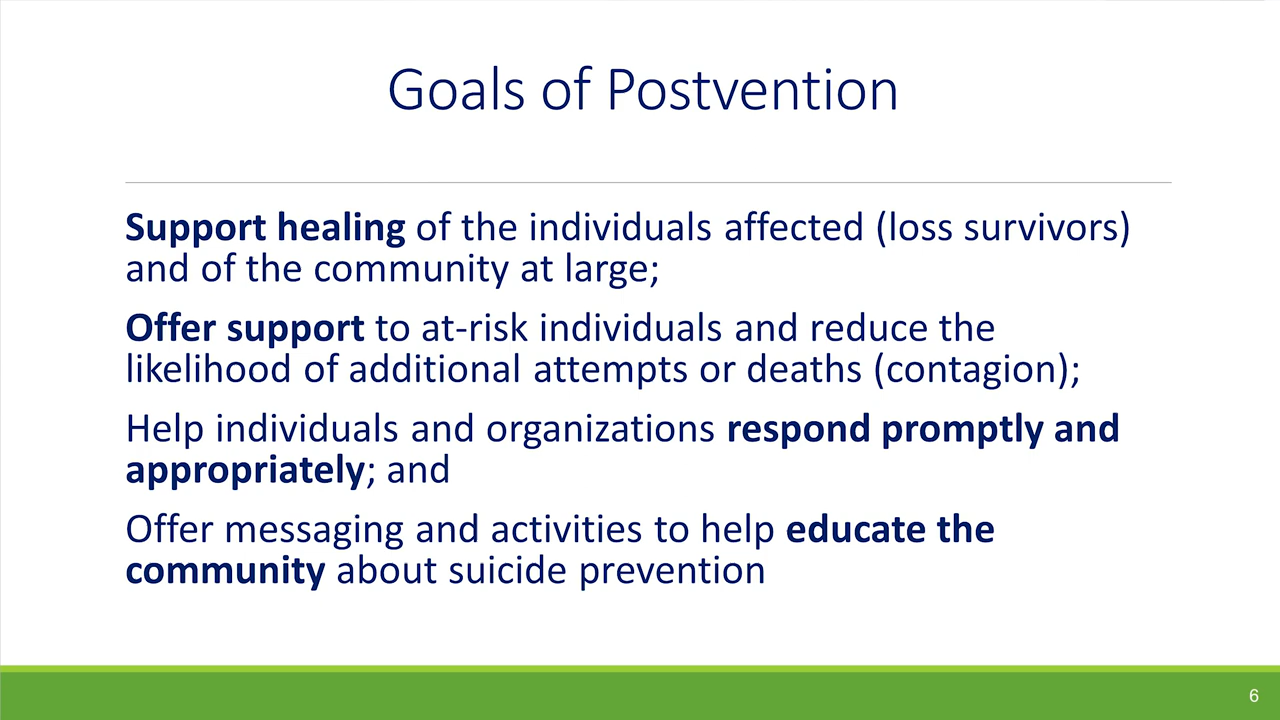 Goals of Postvention
Support healing of the individuals affected (loss survivors)
and of the community at large;
Offer support to at-risk individuals and reduce the
likelihood of additional attempts or deaths (contagion);
Help individuals and organizations respond promptly and
appropriately; and
Offer messaging and activities to help educate the
community about suicide prevention
6